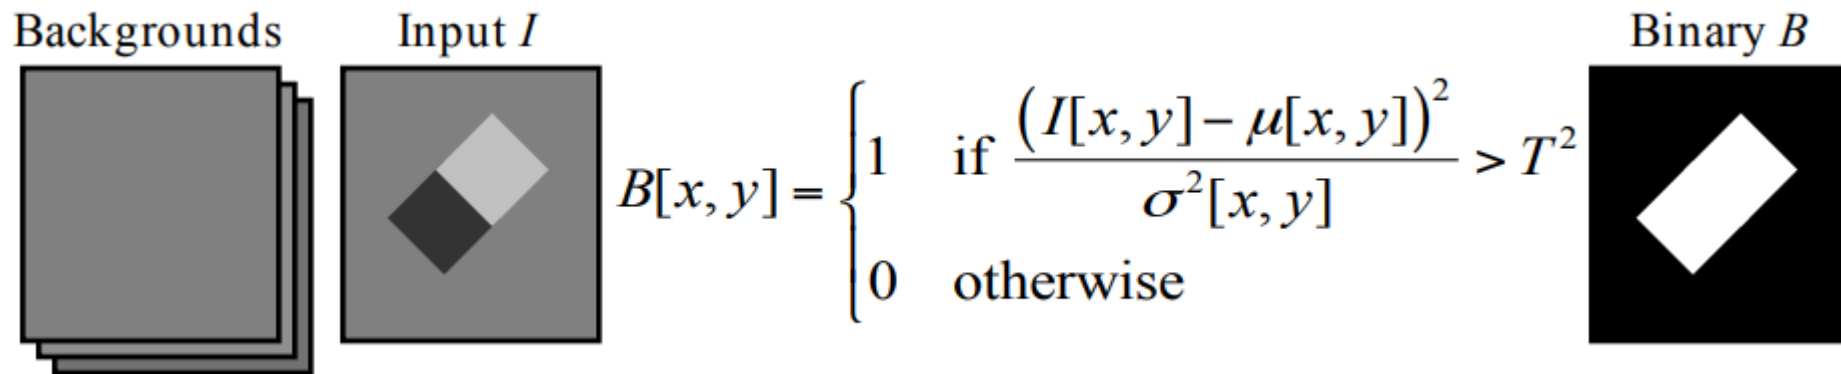 Backgrounds
Input I
B[x, y] = { 1 if (I[x, y] − μ[x, y])² / σ²[x, y] > T²
0 otherwise
Binary B